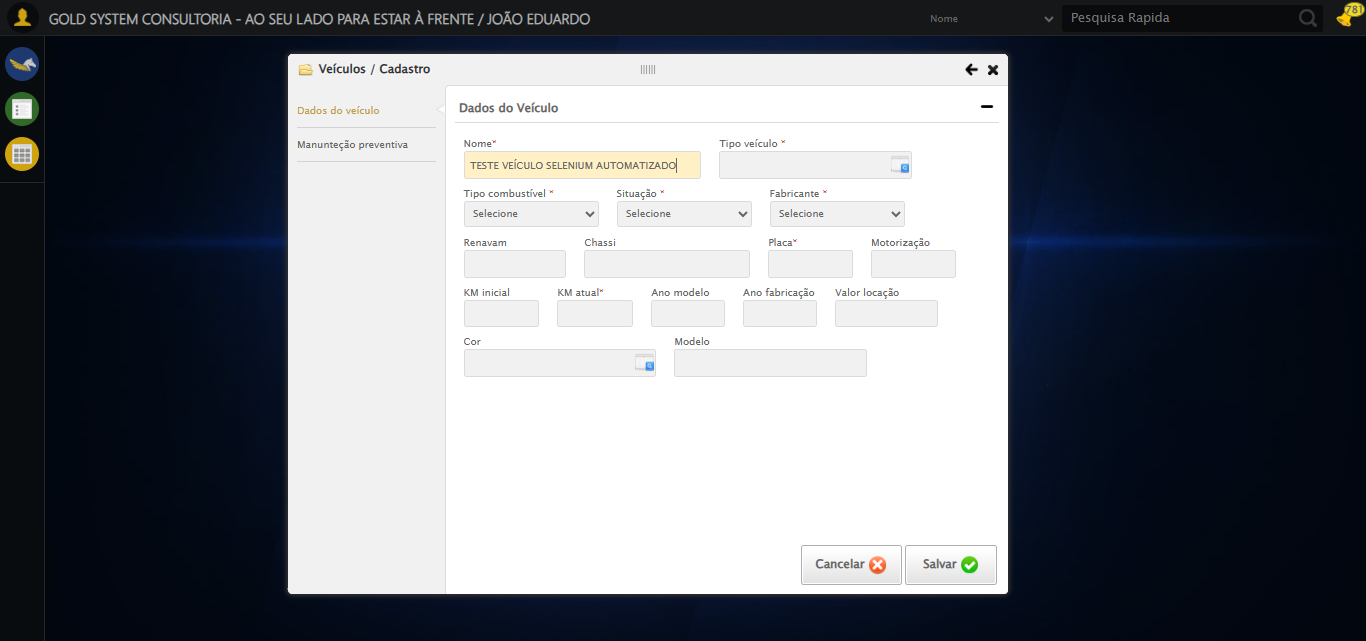 GOLD SYSTEM CONSULTORIA - AO SEU LADO PARA ESTAR À FRENTE / JOÃO EDUARDO
Nome
Pesquisa Rapida
781
Veículos / Cadastro
Dados do veículo
Manunteção preventiva
Dados do Veículo
Nome* Tipo veículo *
TESTE VEÍCULO SELENIUM AUTOMATIZADO
Tipo combustível * Situação * Fabricante *
Selecione Selecione Selecione
Renavam Chassi Placa* Motorização
KM inicial KM atual* Ano modelo Ano fabricação Valor locação
Cor Modelo
Cancelar Salvar